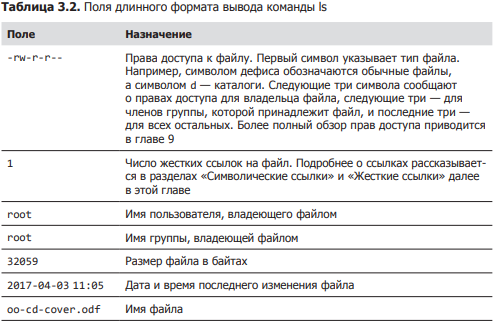 Таблица 3.2. Поля длинного формата вывода команды ls
Поле Назначение
-rw-r-r-- Права доступа к файлу. Первый символ указывает тип файла.
Например, символом дефиса обозначаются обычные файлы,
а символом d — каталоги. Следующие три символа сообщают
о правах доступа для владельца файла, следующие три — для
членов группы, которой принадлежит файл, и последние три —
для всех остальных. Более полный обзор прав доступа приводится
в главе 9
1 Число жестких ссылок на файл. Подробнее о ссылках рассказывает-
ся в разделах «Символические ссылки» и «Жесткие ссылки» далее
в этой главе
root Имя пользователя, владеющего файлом
root Имя группы, владеющей файлом
32059 Размер файла в байтах
2017-04-03 11:05 Дата и время последнего изменения файла
oo-cd-cover.odf Имя файла